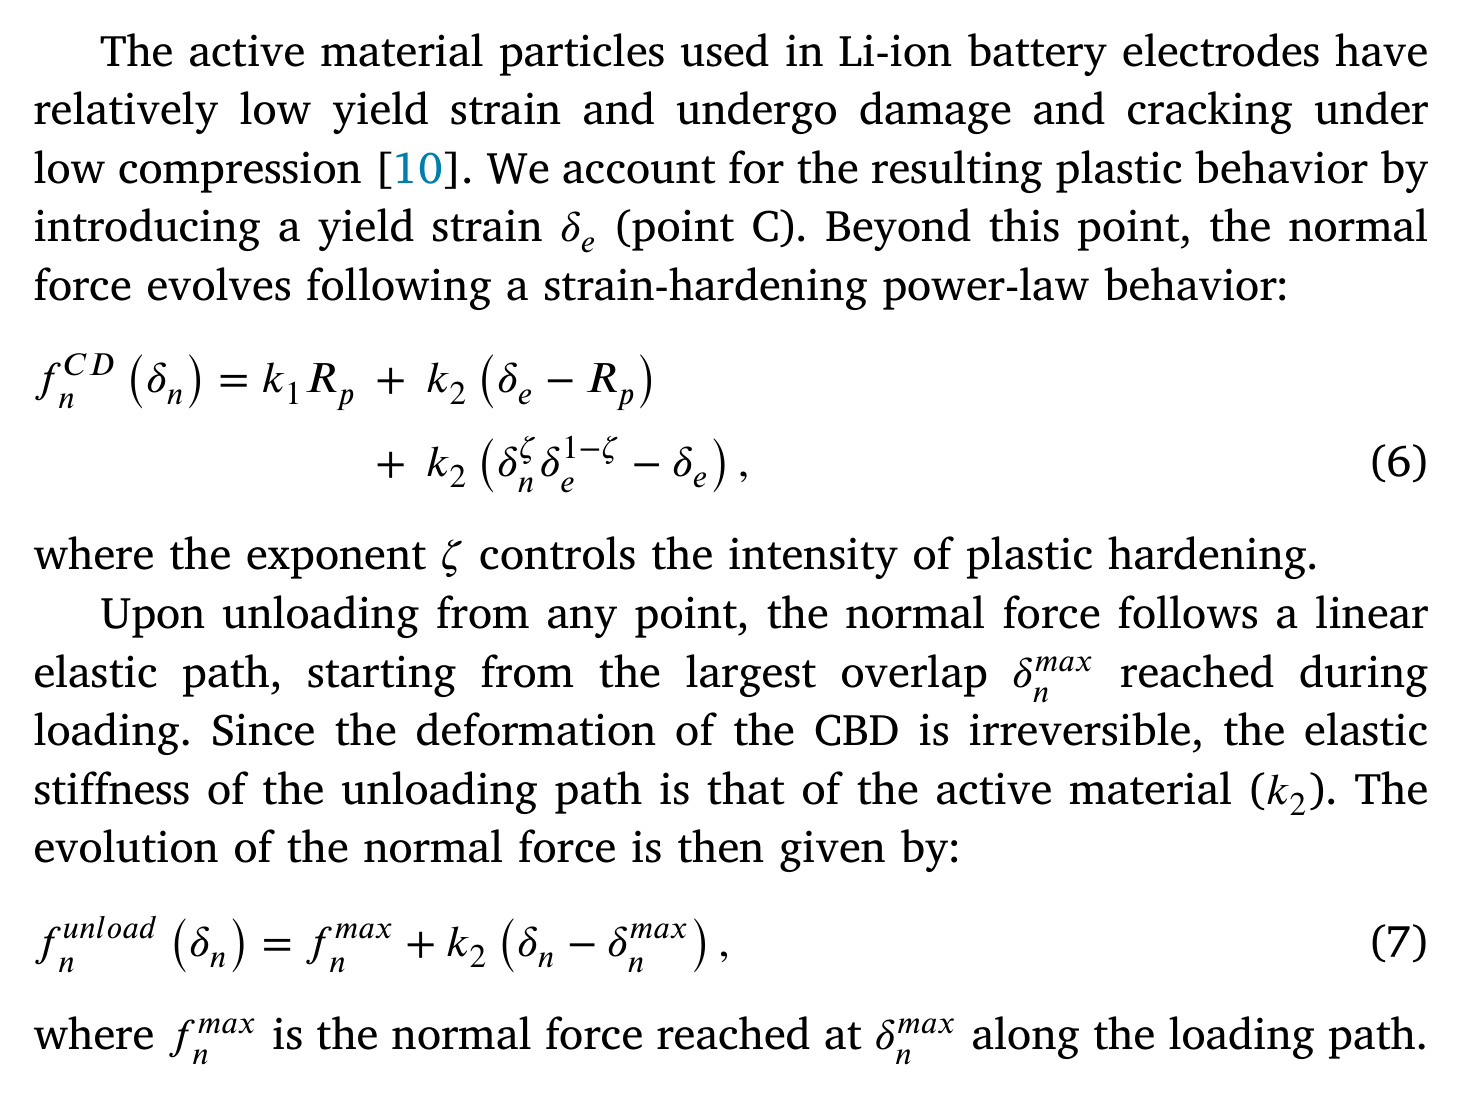 The active material particles used in Li-ion battery electrodes have
relatively low yield strain and undergo damage and cracking under
low compression [10]. We account for the resulting plastic behavior by
introducing a yield strain δ_e (point C). Beyond this point, the normal
force evolves following a strain-hardening power-law behavior:
f_n^{CD} (δ_n) = k_1 R_p + k_2 (δ_e − R_p)
+ k_2 (δ_n^ζ δ_e^{1−ζ} − δ_e), (6)
where the exponent ζ controls the intensity of plastic hardening.
Upon unloading from any point, the normal force follows a linear
elastic path, starting from the largest overlap δ_n^{max} reached during
loading. Since the deformation of the CBD is irreversible, the elastic
stiffness of the unloading path is that of the active material (k_2). The
evolution of the normal force is then given by:
f_n^{unload} (δ_n) = f_n^{max} + k_2 (δ_n − δ_n^{max}), (7)
where f_n^{max} is the normal force reached at δ_n^{max} along the loading path.